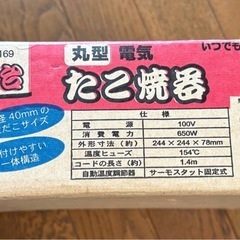 169
丸型 電気
いつでも
たこ焼器
径40mmの
だこサイズ
付けやすい
一体構造
仕様
電源 100V
消費電力 650W
外形寸法(約) 244×244×78mm
温度ヒューズ 154℃
コードの長さ(約) 1.4m
自動温度調節器 サーモスタット固定式